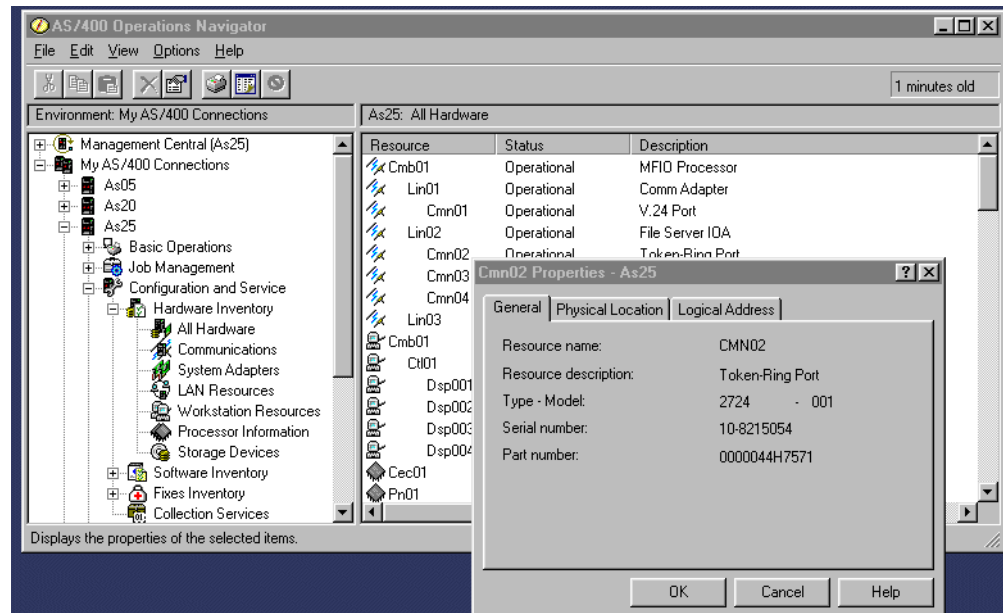 AS/400 Operations Navigator
File Edit View Options Help
1 minutes old
Environment: My AS/400 Connections
As25: All Hardware
Management Central (As25)
My AS/400 Connections
As05
As20
As25
Basic Operations
Job Management
Configuration and Service
Hardware Inventory
All Hardware
Communications
System Adapters
LAN Resources
Workstation Resources
Processor Information
Storage Devices
Software Inventory
Fixes Inventory
Collection Services
Resource Status Description
Cmb01 Operational MFIO Processor
Lin01 Operational Comm Adapter
Cmn01 Operational V.24 Port
Lin02 Operational File Server IOA
Cmn02 Operational Token-Ring Port
Cmn03
Cmn04
Lin03
Cmb01
Ctl01
Dsp001
Dsp002
Dsp003
Dsp004
Cec01
Pn01
Cmn02 Properties - As25
General Physical Location Logical Address
Resource name: CMN02
Resource description: Token-Ring Port
Type - Model: 2724 - 001
Serial number: 10-8215054
Part number: 0000044H7571
OK Cancel Help
Displays the properties of the selected items.